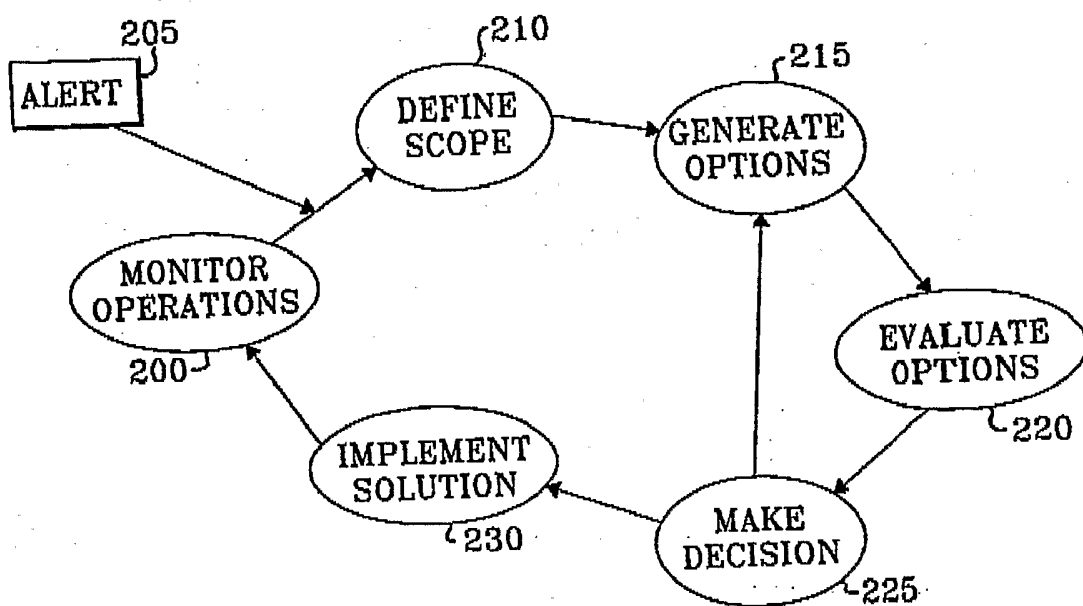 205
ALERT
210
DEFINE
SCOPE
215
GENERATE
OPTIONS
MONITOR
OPERATIONS
200
EVALUATE
OPTIONS
220
IMPLEMENT
SOLUTION
230
MAKE
DECISION
225